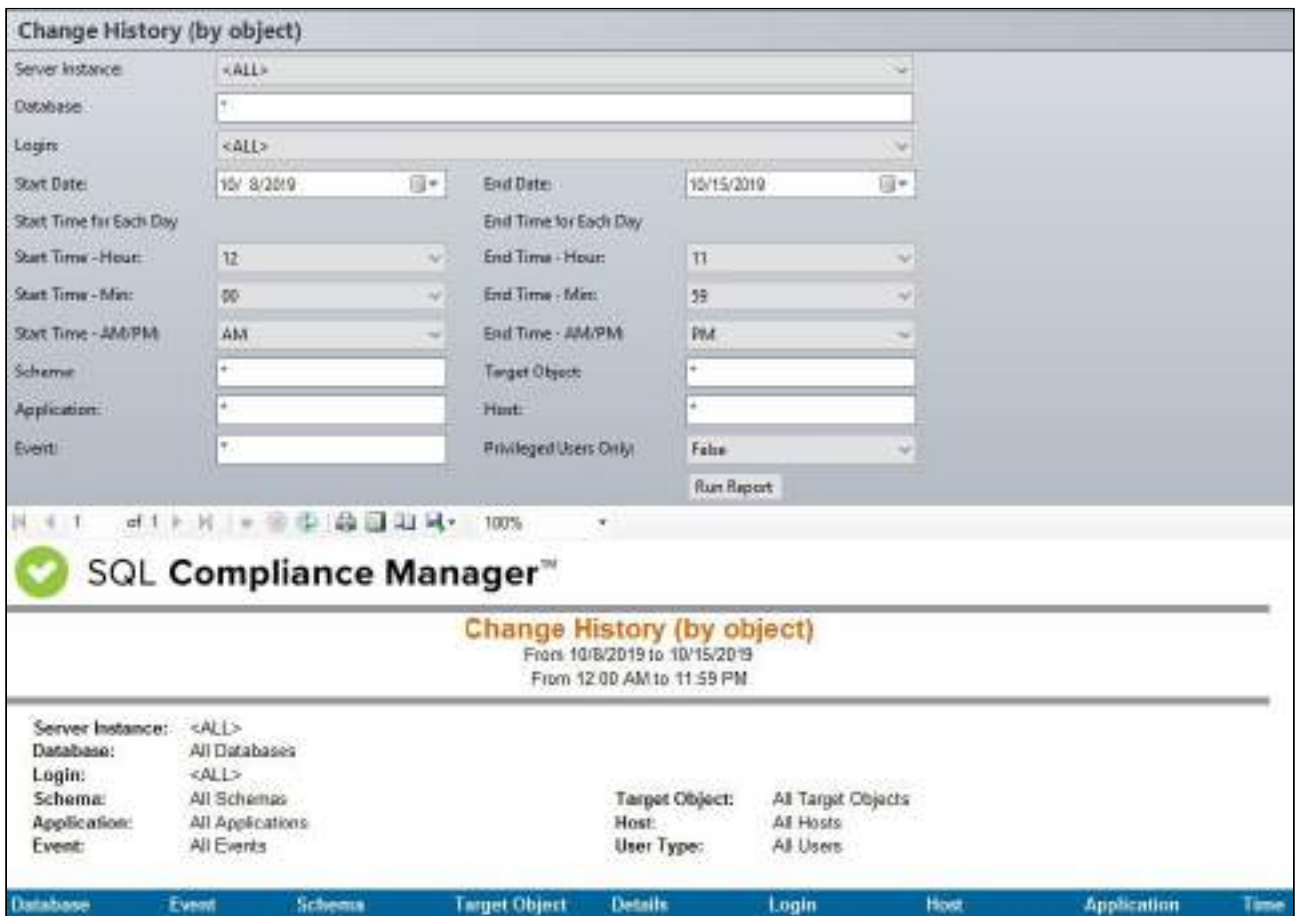 Change History (by object)
Server Instance: <ALL>
Database: *
Login: <ALL>
Start Date: 10/ 8/2019 End Date: 10/15/2019
Start Time for Each Day End Time for Each Day
Start Time - Hour: 12 End Time - Hour: 11
Start Time - Min: 00 End Time - Min: 59
Start Time - AM/PM: AM End Time - AM/PM: PM
Schema: * Target Object: *
Application: * Host: *
Event: * Privileged Users Only: False
Run Report
1 of 1 100%
SQL Compliance Manager™
Change History (by object)
From 10/8/2019 to 10/15/2019
From 12:00 AM to 11:59 PM
Server Instance: <ALL>
Database: All Databases
Login: <ALL>
Schema: All Schemas Target Object: All Target Objects
Application: All Applications Host: All Hosts
Event: All Events User Type: All Users
Database Event Schema Target Object Details Login Host Application Time